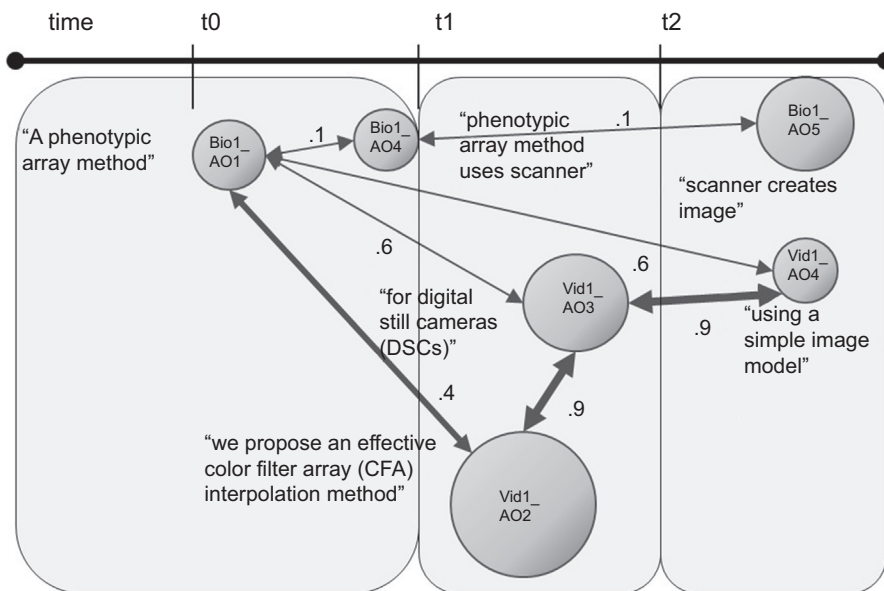 time
t0
t1
t2
“A phenotypic
array method”
Bio1_
AO1
.1
Bio1_
AO4
“phenotypic
array method
uses scanner”
.1
Bio1_
AO5
“scanner creates
image”
.6
“for digital
still cameras
(DSCs)”
Vid1_
AO3
.6
Vid1_
AO4
.9
“using a
simple image
model”
.4
.9
“we propose an effective
color filter array (CFA)
interpolation method”
Vid1_
AO2